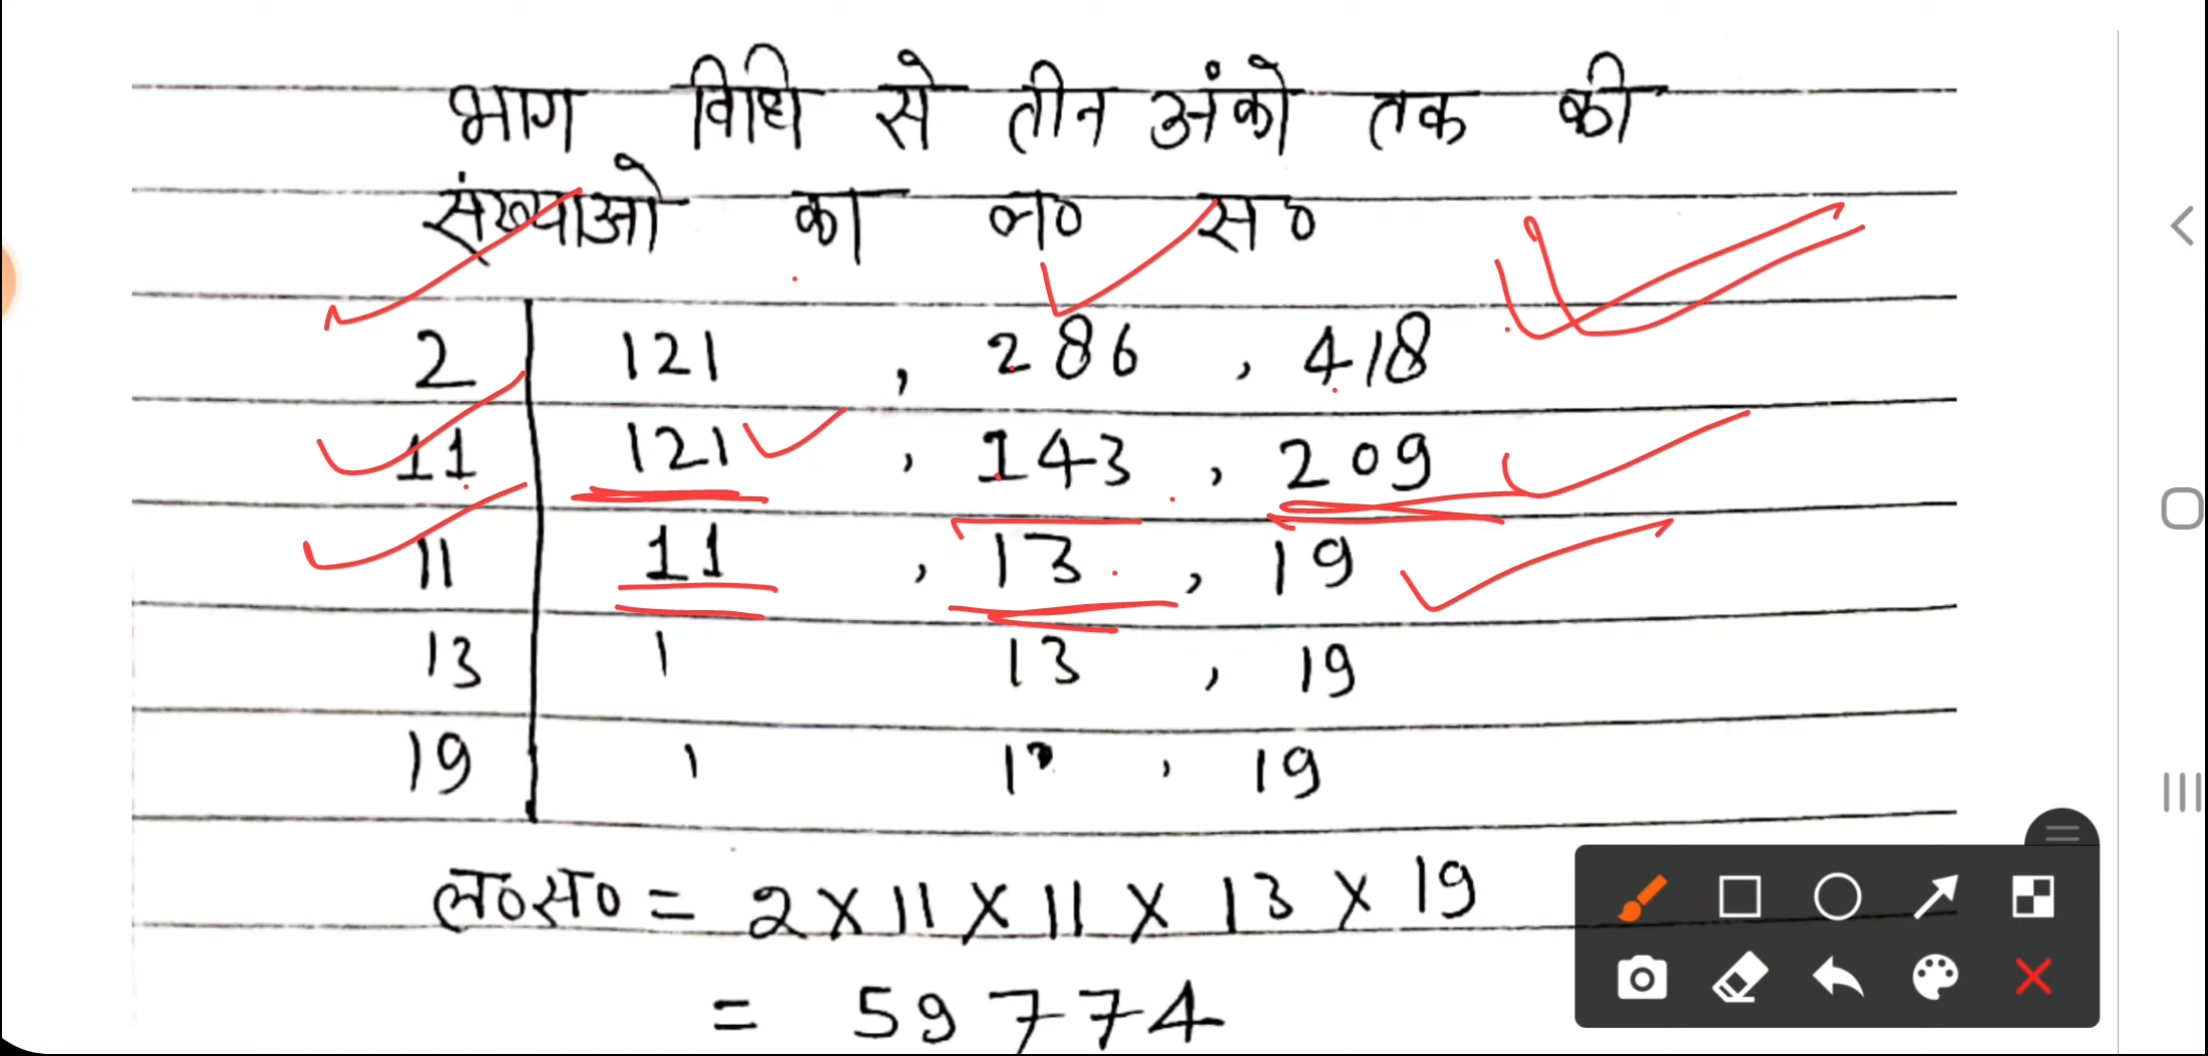 भाग विधि से तीन अंको तक की
संख्याओ का ल० स०
2 | 121 , 286 , 418
11 | 121 , 143 , 209
11 | 11 , 13 , 19
13 | 1 13 , 19
19 | 1 1 , 19
ल०स० = 2 X 11 X 11 X 13 X 19
= 59774